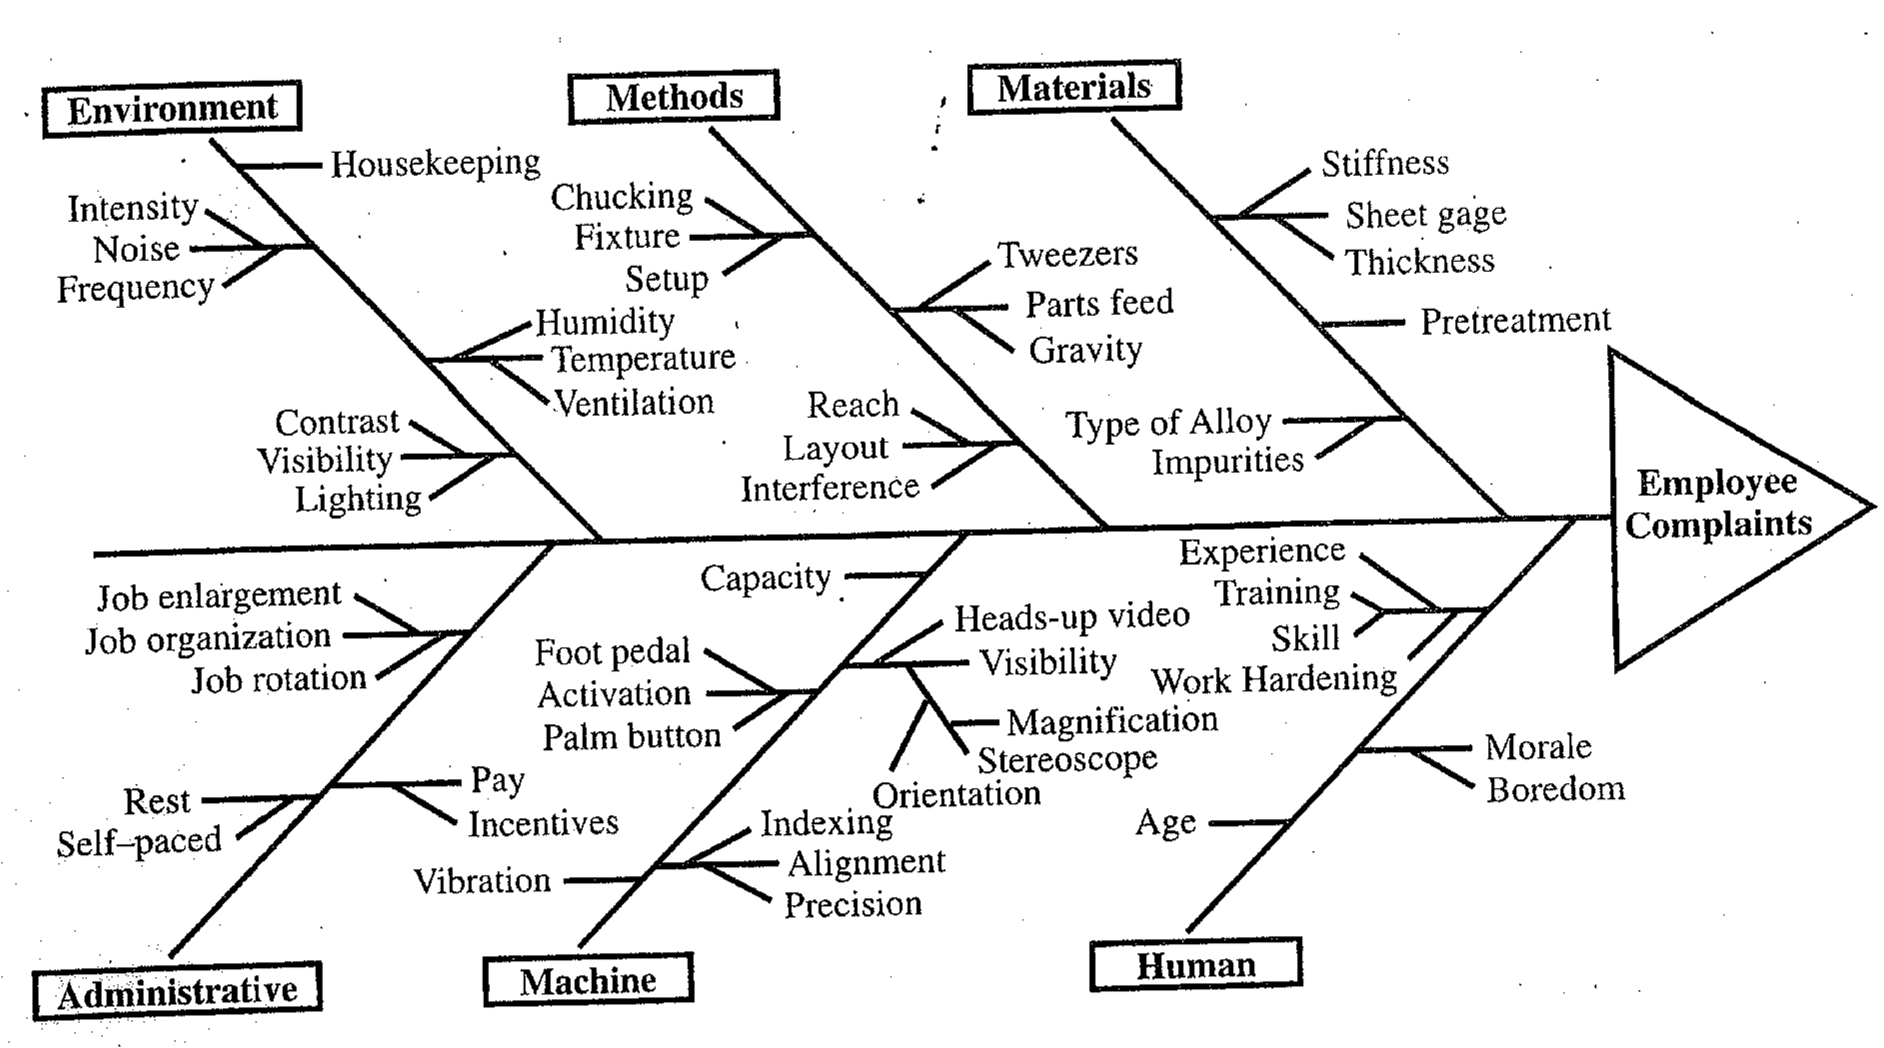 Environment
Methods
Materials
Housekeeping
Intensity
Noise
Frequency
Humidity
Temperature
Ventilation
Contrast
Visibility
Lighting
Chucking
Fixture
Setup
Tweezers
Parts feed
Gravity
Reach
Layout
Interference
Stiffness
Sheet gage
Thickness
Pretreatment
Type of Alloy
Impurities
Employee
Complaints
Job enlargement
Job organization
Job rotation
Rest
Self–paced
Pay
Incentives
Capacity
Heads-up video
Visibility
Magnification
Stereoscope
Orientation
Foot pedal
Activation
Palm button
Indexing
Alignment
Precision
Vibration
Experience
Training
Skill
Work Hardening
Morale
Boredom
Age
Administrative
Machine
Human